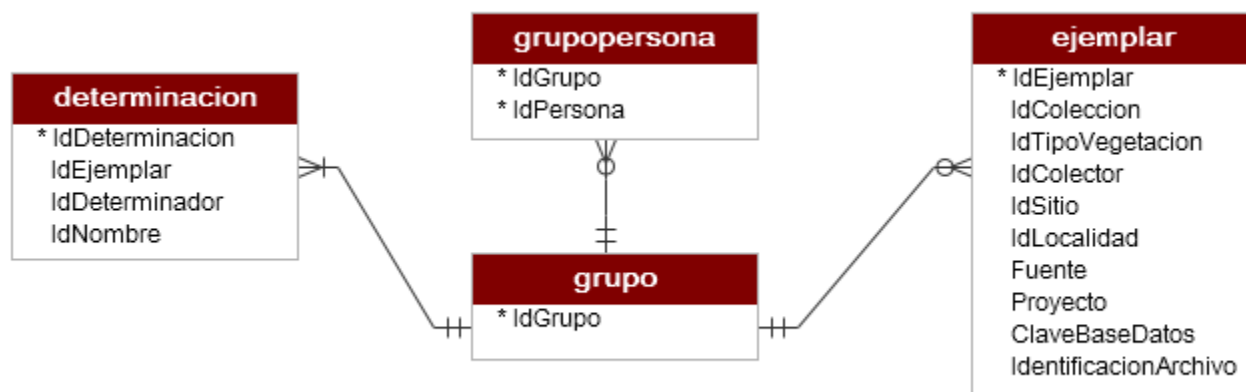 determinacion
* IdDeterminacion
IdEjemplar
IdDeterminador
IdNombre
grupopersona
* IdGrupo
* IdPersona
grupo
* IdGrupo
ejemplar
* IdEjemplar
IdColeccion
IdTipoVegetacion
IdColector
IdSitio
IdLocalidad
Fuente
Proyecto
ClaveBaseDatos
IdentificacionArchivo